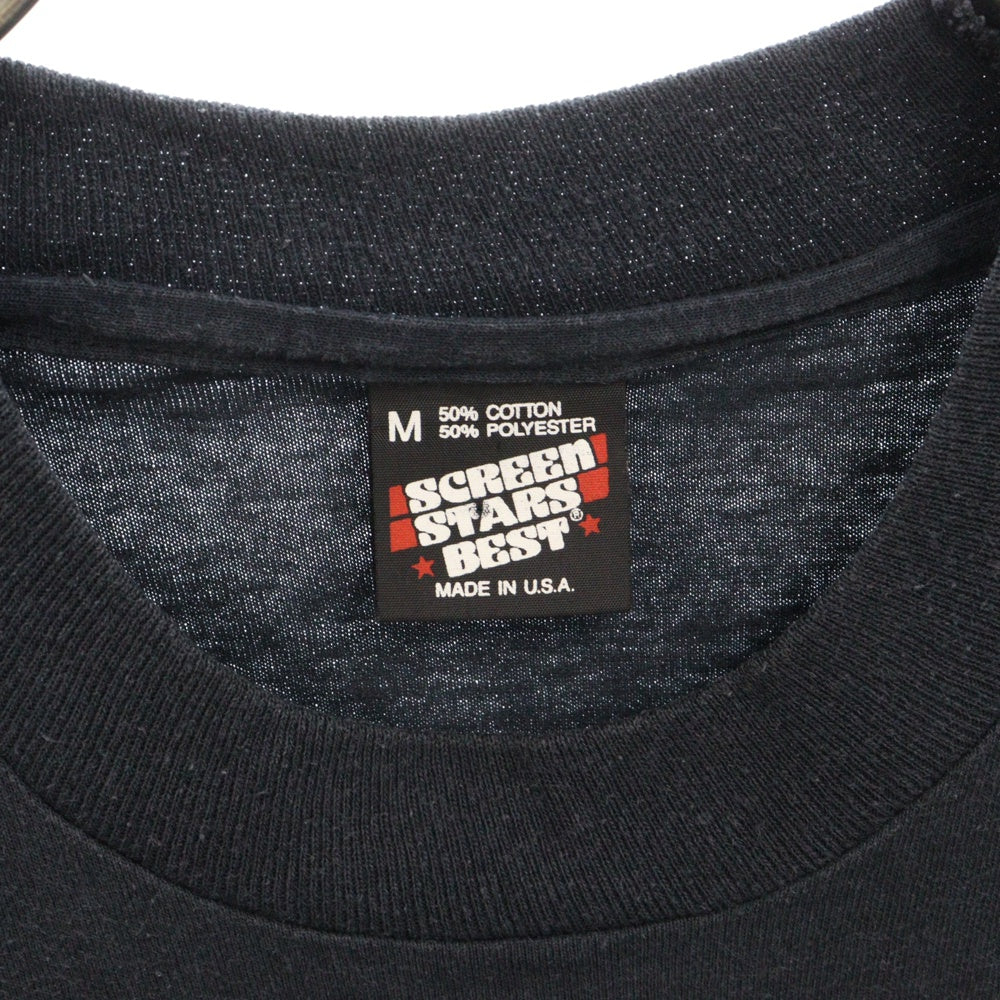 M 50% COTTON
50% POLYESTER
SCREEN
STARS
BEST®
MADE IN U.S.A.